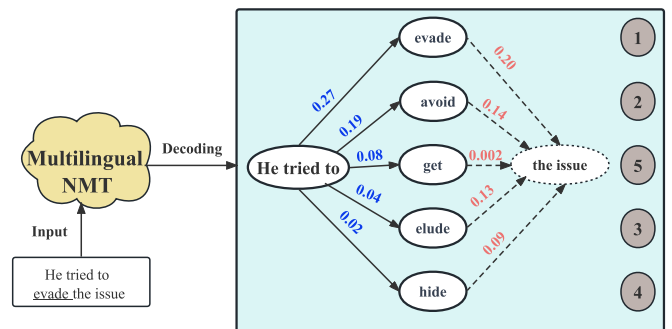 Multilingual
NMT
Input
He tried to
evade the issue
Decoding
He tried to
0.27
0.19
0.08
0.04
0.02
evade
avoid
get
elude
hide
0.20
0.14
0.002
0.13
0.09
the issue
1
2
5
3
4